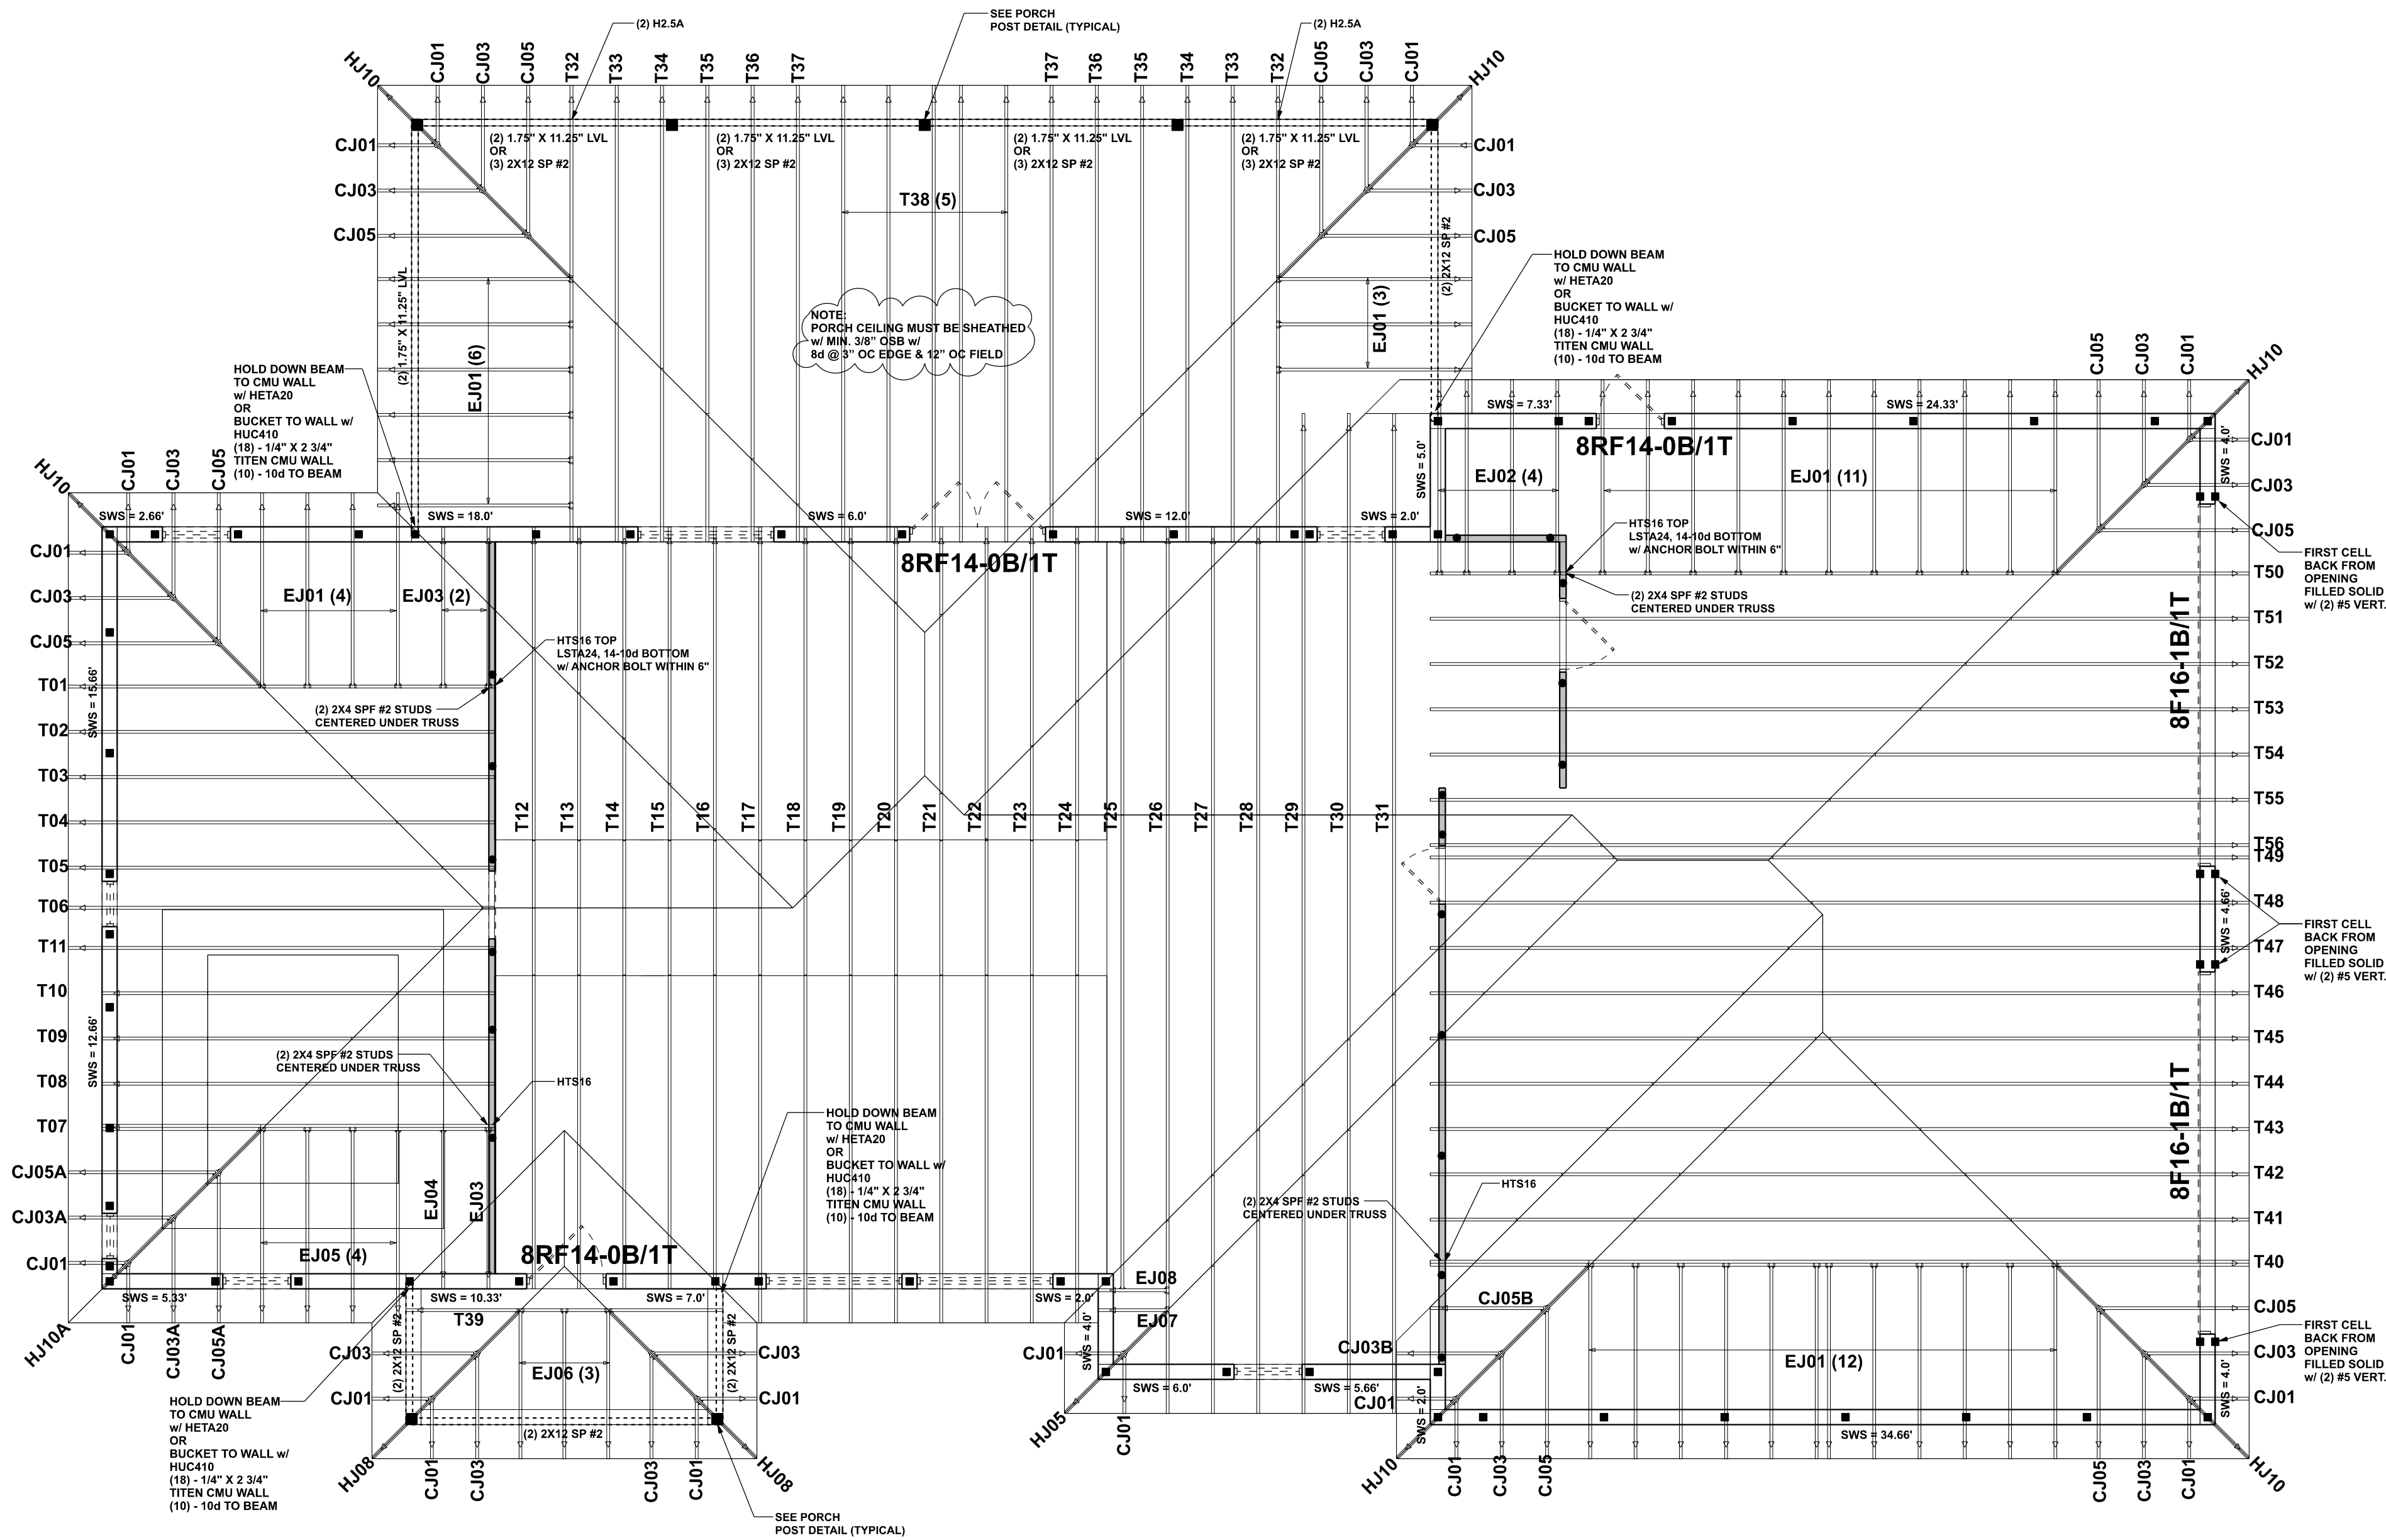 SEE PORCH
POST DETAIL (TYPICAL)
(2) H2.5A
(2) H2.5A
HJ10
CJ01
CJ03
CJ05
T32
T33
T34
T35
T36
T37
T37
T36
T35
T34
T33
T32
CJ05
CJ03
CJ01
HJ10
(2) 1.75" X 11.25" LVL
OR
(3) 2X12 SP #2
(2) 1.75" X 11.25" LVL
OR
(3) 2X12 SP #2
(2) 1.75" X 11.25" LVL
OR
(3) 2X12 SP #2
(2) 1.75" X 11.25" LVL
OR
(3) 2X12 SP #2
CJ01
CJ03
CJ05
CJ01
CJ03
CJ05
T38 (5)
(2) 1.75" X 11.25" LVL
(2) 2X12 SP #2
EJ01 (6)
EJ01 (3)
NOTE:
PORCH CEILING MUST BE SHEATHED
w/ MIN. 3/8" OSB w/
8d @ 3" OC EDGE & 12" OC FIELD
HOLD DOWN BEAM
TO CMU WALL
w/ HETA20
OR
BUCKET TO WALL w/
HUC410
(18) - 1/4" X 2 3/4"
TITEN CMU WALL
(10) - 10d TO BEAM
HOLD DOWN BEAM
TO CMU WALL
w/ HETA20
OR
BUCKET TO WALL w/
HUC410
(18) - 1/4" X 2 3/4"
TITEN CMU WALL
(10) - 10d TO BEAM
CJ05
CJ03
CJ01
HJ10
SWS = 7.33'
SWS = 24.33'
SWS = 5.0'
SWS = 4.0'
8RF14-0B/1T
EJ02 (4)
EJ01 (11)
CJ01
CJ03
CJ05
HJ10
CJ01
CJ03
CJ05
SWS = 2.66'
SWS = 18.0'
SWS = 6.0'
SWS = 12.0'
SWS = 2.0'
8RF14-0B/1T
HTS16 TOP
LSTA24, 14-10d BOTTOM
w/ ANCHOR BOLT WITHIN 6"
(2) 2X4 SPF #2 STUDS
CENTERED UNDER TRUSS
FIRST CELL
BACK FROM
OPENING
FILLED SOLID
w/ (2) #5 VERT.
CJ01
CJ03
CJ05
EJ01 (4)
EJ03 (2)
HTS16 TOP
LSTA24, 14-10d BOTTOM
w/ ANCHOR BOLT WITHIN 6"
(2) 2X4 SPF #2 STUDS
CENTERED UNDER TRUSS
SWS = 15.66'
T01
T02
T03
T04
T05
T06
T11
T10
T09
T08
T07
CJ05A
CJ03A
CJ01
HJ10A
SWS = 12.66'
T12
T13
T14
T15
T16
T17
T18
T19
T20
T21
T22
T23
T24
T25
T26
T27
T28
T29
T30
T31
T50
T51
T52
T53
T54
T55
T56
T49
T48
T47
T46
T45
T44
T43
T42
T41
T40
8F16-1B/1T
SWS = 4.66'
FIRST CELL
BACK FROM
OPENING
FILLED SOLID
w/ (2) #5 VERT.
8F16-1B/1T
(2) 2X4 SPF #2 STUDS
CENTERED UNDER TRUSS
HTS16
HOLD DOWN BEAM
TO CMU WALL
w/ HETA20
OR
BUCKET TO WALL w/
HUC410
(18) - 1/4" X 2 3/4"
TITEN CMU WALL
(10) - 10d TO BEAM
(2) 2X4 SPF #2 STUDS
CENTERED UNDER TRUSS
HTS16
EJ04
EJ03
EJ05 (4)
8RF14-0B/1T
SWS = 5.33'
SWS = 10.33'
SWS = 7.0'
SWS = 2.0'
EJ08
EJ07
T39
CJ01
CJ03A
CJ05A
(2) 2X12 SP #2
(2) 2X12 SP #2
CJ03
CJ01
EJ06 (3)
CJ03
CJ01
(2) 2X12 SP #2
HJ08
CJ01
CJ03
CJ03
CJ01
HJ08
SWS = 4.0'
CJ01
SWS = 6.0'
SWS = 5.66'
HJ05
CJ01
CJ05B
CJ03B
CJ01
SWS = 2.0'
EJ01 (12)
SWS = 34.66'
SWS = 4.0'
CJ05
CJ03
CJ01
HJ10
CJ01
CJ03
CJ05
CJ05
CJ03
CJ01
HJ10
FIRST CELL
BACK FROM
OPENING
FILLED SOLID
w/ (2) #5 VERT.
HOLD DOWN BEAM
TO CMU WALL
w/ HETA20
OR
BUCKET TO WALL w/
HUC410
(18) - 1/4" X 2 3/4"
TITEN CMU WALL
(10) - 10d TO BEAM
SEE PORCH
POST DETAIL (TYPICAL)